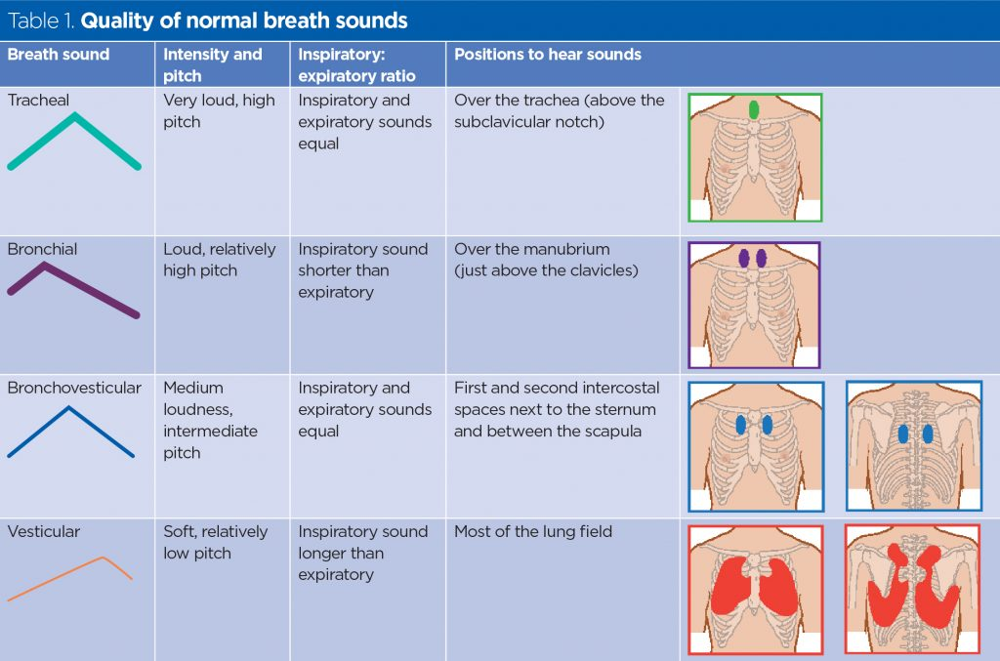 Table 1. Quality of normal breath sounds
Breath sound
Intensity and
pitch
Inspiratory:
expiratory ratio
Positions to hear sounds
Tracheal
Very loud, high
pitch
Inspiratory and
expiratory sounds
equal
Over the trachea (above the
subclavicular notch)
Bronchial
Loud, relatively
high pitch
Inspiratory sound
shorter than
expiratory
Over the manubrium
(just above the clavicles)
Bronchovesticular
Medium
loudness,
intermediate
pitch
Inspiratory and
expiratory sounds
equal
First and second intercostal
spaces next to the sternum
and between the scapula
Vesticular
Soft, relatively
low pitch
Inspiratory sound
longer than
expiratory
Most of the lung field